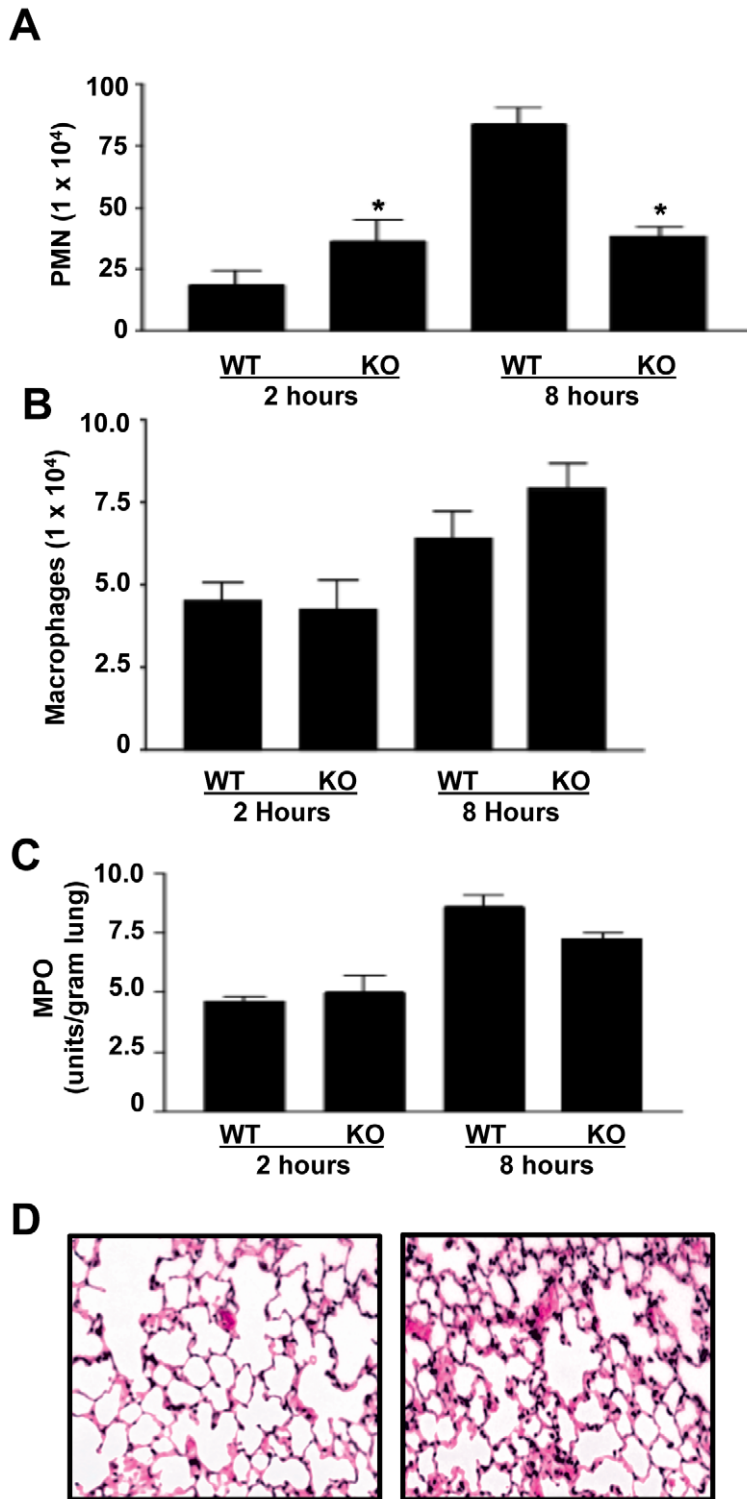 A
PMN (1 x 10⁴)
100
75
50
25
0
*
*
WT KO WT KO
2 hours 8 hours
B
Macrophages (1 x 10⁴)
10.0
7.5
5.0
2.5
0
WT KO WT KO
2 Hours 8 Hours
C
MPO
(units/gram lung)
10.0
7.5
5.0
2.5
0
WT KO WT KO
2 hours 8 hours
D